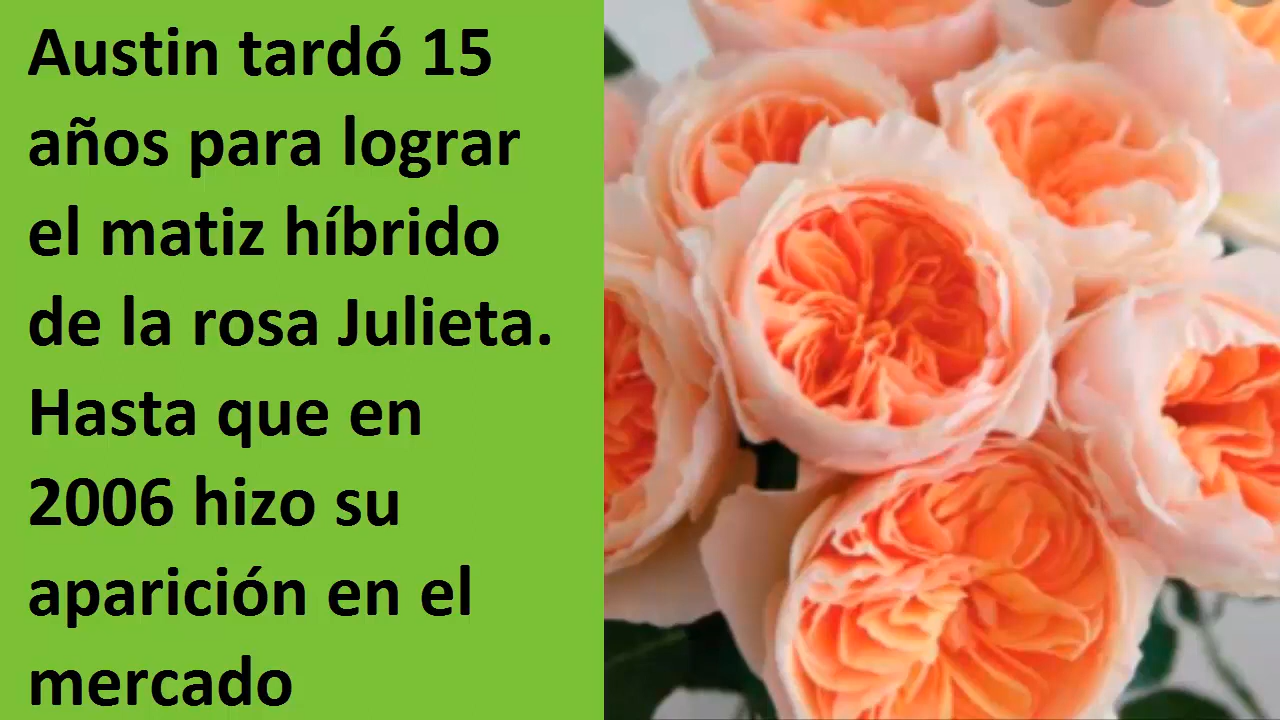 Austin tardó 15
años para lograr
el matiz híbrido
de la rosa Julieta.
Hasta que en
2006 hizo su
aparición en el
mercado